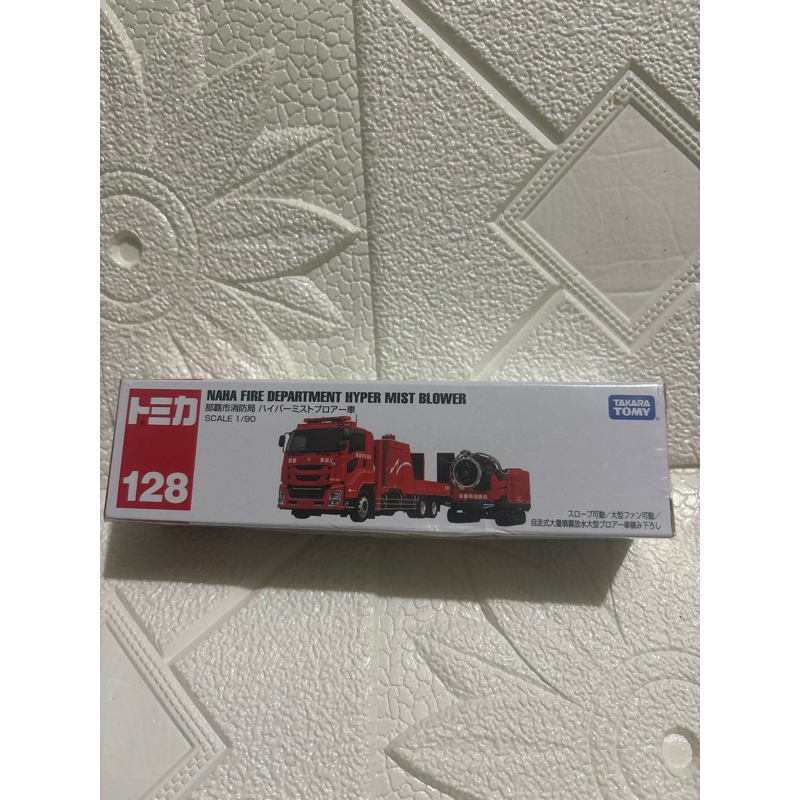 トミカ
128
NAHA FIRE DEPARTMENT HYPER MIST BLOWER
那覇市消防局 ハイパーミストブロアー車
SCALE 1/90
TAKARA
TOMY
スロープ可動/大型ファン可動/
自走式大量噴霧放水大型ブロアー車積み下ろし